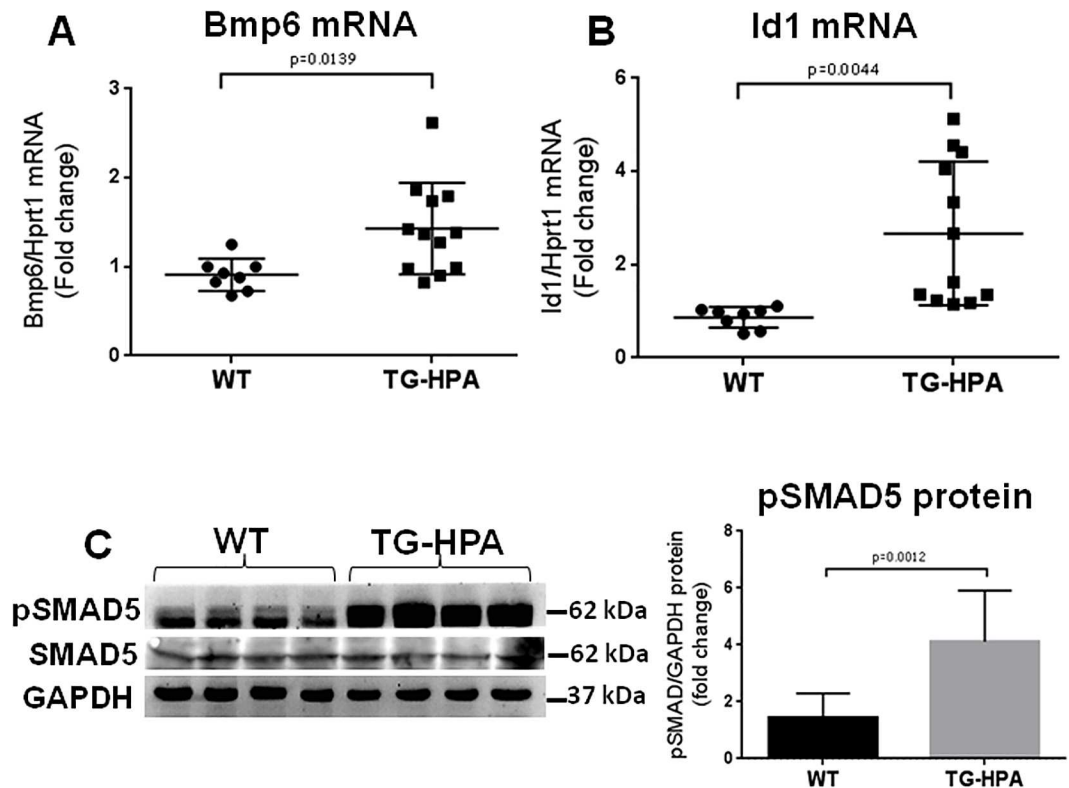 A
Bmp6 mRNA
p=0.0139
Bmp6/Hprt1 mRNA
(Fold change)
3
2
1
0
WT
TG-HPA
B
Id1 mRNA
p=0.0044
Id1/Hprt1 mRNA
(Fold change)
6
4
2
0
WT
TG-HPA
C
WT
TG-HPA
pSMAD5
62 kDa
SMAD5
62 kDa
GAPDH
37 kDa
pSMAD5 protein
p=0.0012
pSMAD/GAPDH protein
(fold change)
8
6
4
2
0
WT
TG-HPA